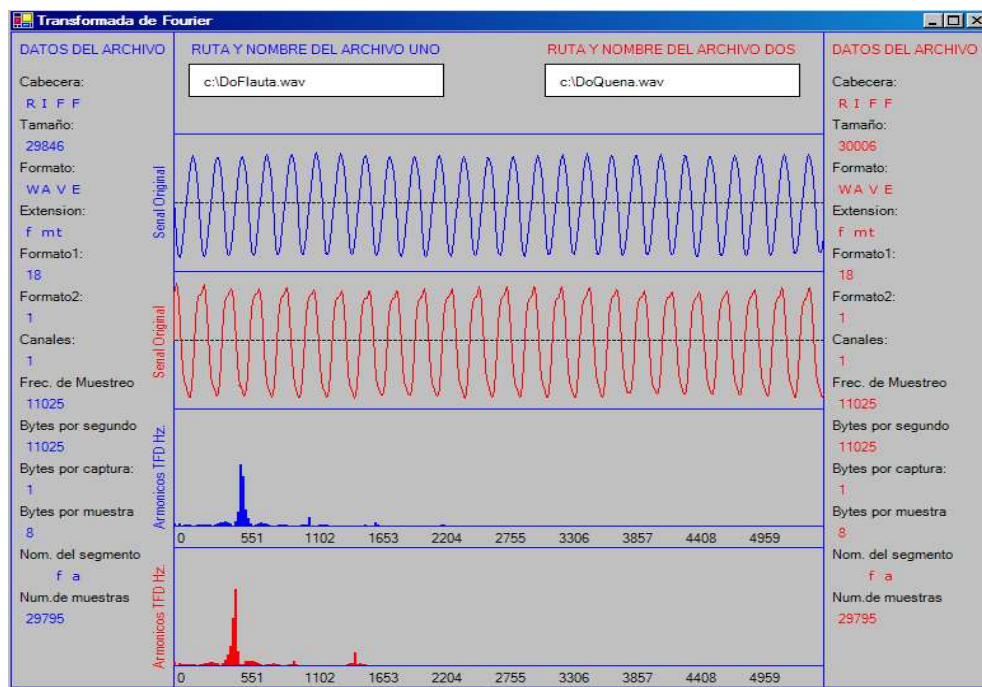 Transformada de Fourier
DATOS DEL ARCHIVO
Cabecera:
R I F F
Tamaño:
29846
Formato:
W A V E
Extension:
f mt
Formato1:
18
Formato2:
1
Canales:
1
Frec. de Muestreo
11025
Bytes por segundo
11025
Bytes por captura:
1
Bytes por muestra
8
Nom. del segmento
f a
Num.de muestras
29795
RUTA Y NOMBRE DEL ARCHIVO UNO
c:\DoFlauta.wav
RUTA Y NOMBRE DEL ARCHIVO DOS
c:\DoQuena.wav
Senal Original
Senal Original
Armonicos TFD Hz.
0 551 1102 1653 2204 2755 3306 3857 4408 4959
Armonicos TFD Hz.
0 551 1102 1653 2204 2755 3306 3857 4408 4959
DATOS DEL ARCHIVO
Cabecera:
R I F F
Tamaño:
30006
Formato:
W A V E
Extension:
f mt
Formato1:
18
Formato2:
1
Canales:
1
Frec. de Muestreo
11025
Bytes por segundo
11025
Bytes por captura:
1
Bytes por muestra
8
Nom. del segmento
f a
Num.de muestras
29795